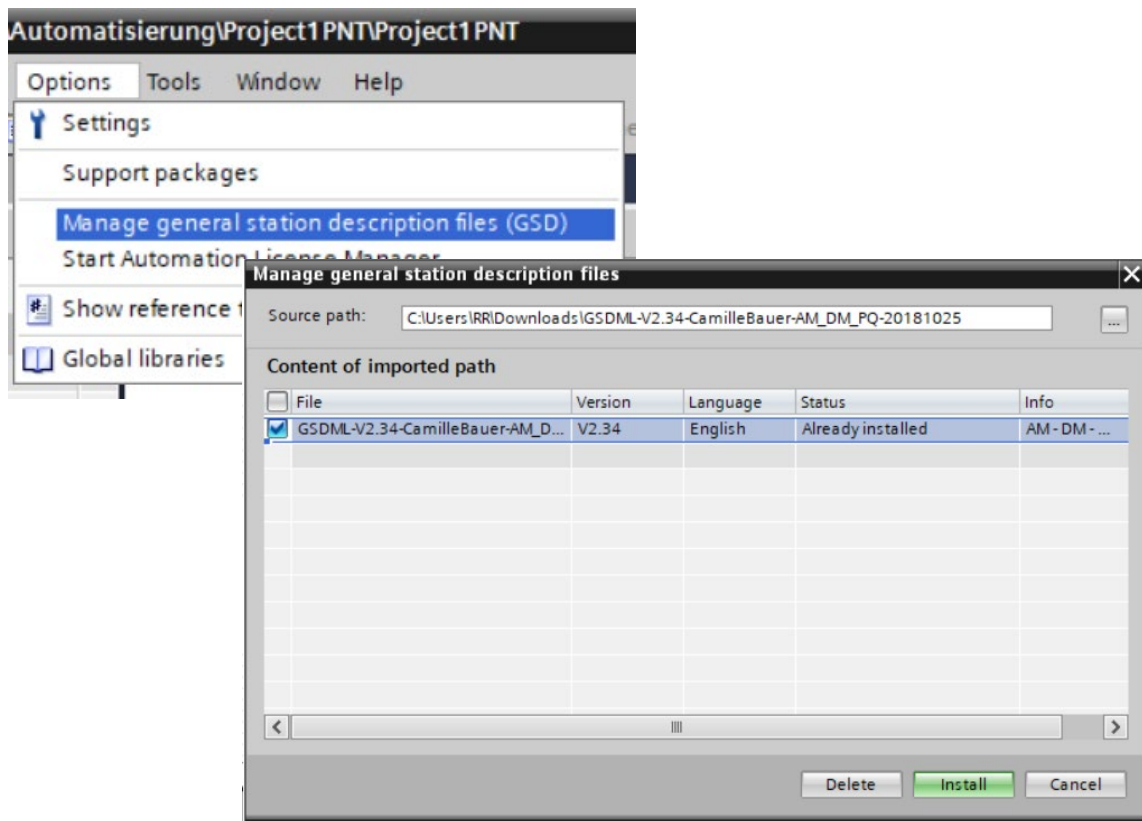 Automatisierung\Project1PNT\Project1PNT
Options Tools Window Help
Settings
Support packages
Manage general station description files (GSD)
Start Automation License Manager
Show reference
Global libraries
Manage general station description files
Source path: C:\Users\RR\Downloads\GSDML-V2.34-CamilleBauer-AM_DM_PQ-20181025 ...
Content of imported path
File Version Language Status Info
GSDML-V2.34-CamilleBauer-AM_D... V2.34 English Already installed AM - DM - ...
Delete Install Cancel